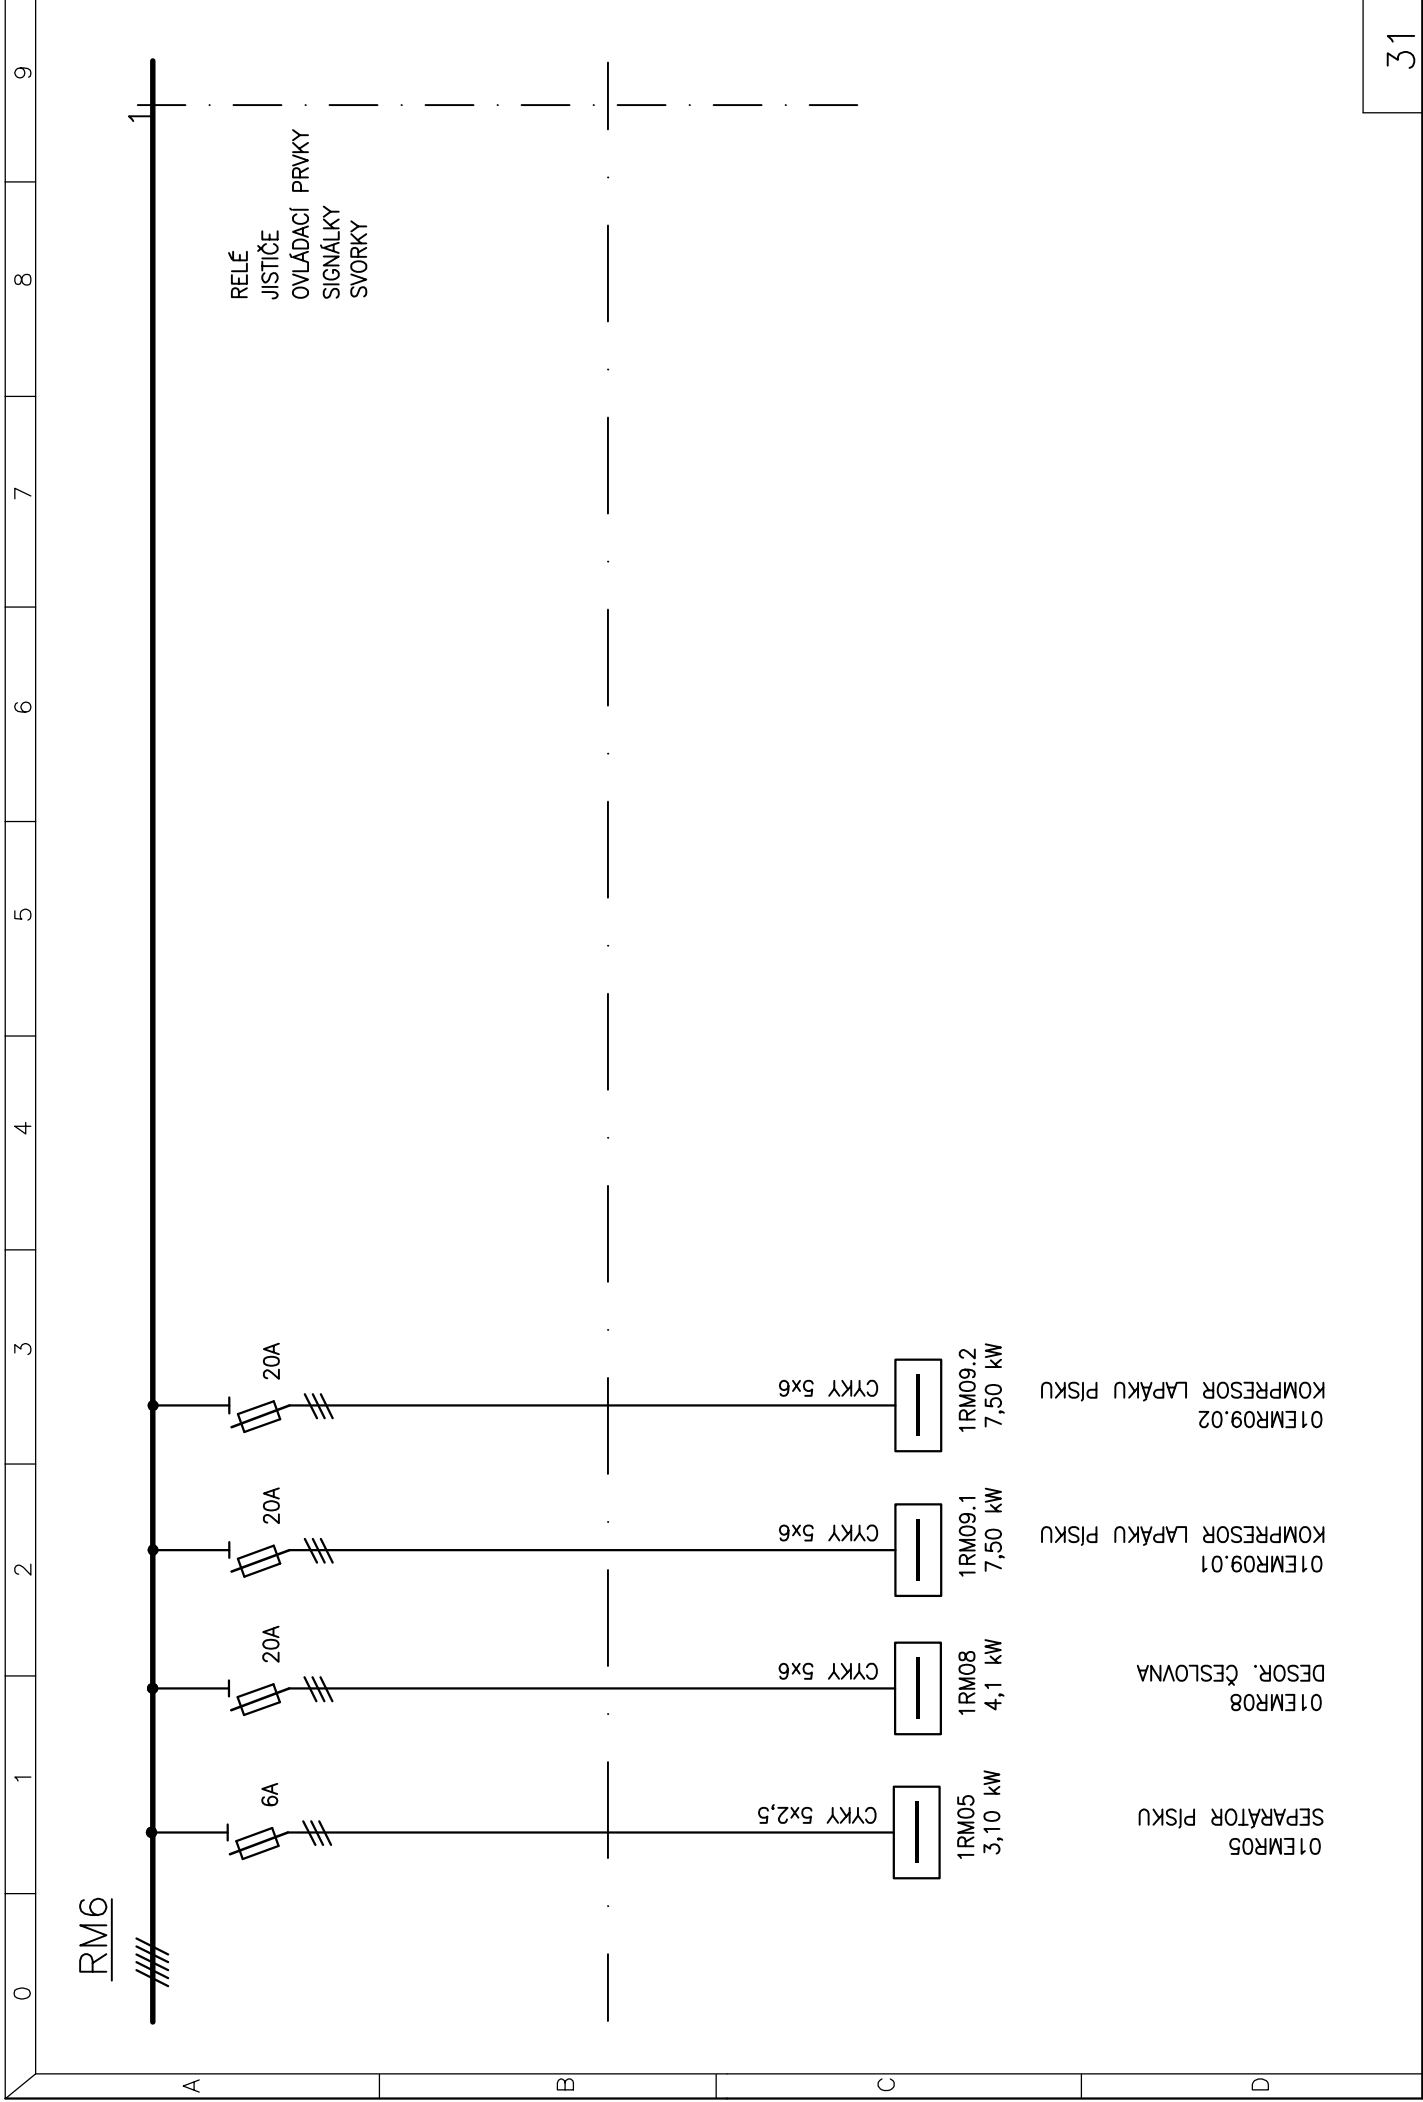 0 1 2 3 4 5 6 7 8 9
A
B
C
D
RM6
1
RELÉ
JISTIČE
OVLÁDACÍ PRVKY
SIGNÁLKY
SVORKY
6A
CYKY 5x2,5
1RM05
3,10 kW
01EMR05
SEPARÁTOR PÍSKU
20A
CYKY 5x6
1RM08
4,1 kW
01EMR08
DESOR. ČESLOVNA
20A
CYKY 5x6
1RM09.1
7,50 kW
01EMR09.01
KOMPRESOR LAPÁKU PÍSKU
20A
CYKY 5x6
1RM09.2
7,50 kW
01EMR09.02
KOMPRESOR LAPÁKU PÍSKU
31